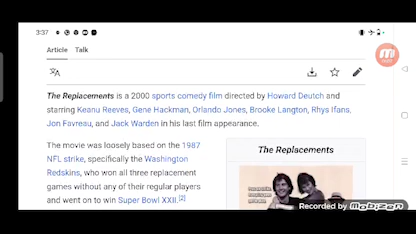 3:37
Article Talk
The Replacements is a 2000 sports comedy film directed by Howard Deutch and
starring Keanu Reeves, Gene Hackman, Orlando Jones, Brooke Langton, Rhys Ifans,
Jon Favreau, and Jack Warden in his last film appearance.
The movie was loosely based on the 1987
NFL strike, specifically the Washington
Redskins, who won all three replacement
games without any of their regular players
and went on to win Super Bowl XXII.[2]
The Replacements
Recorded by Mobizen